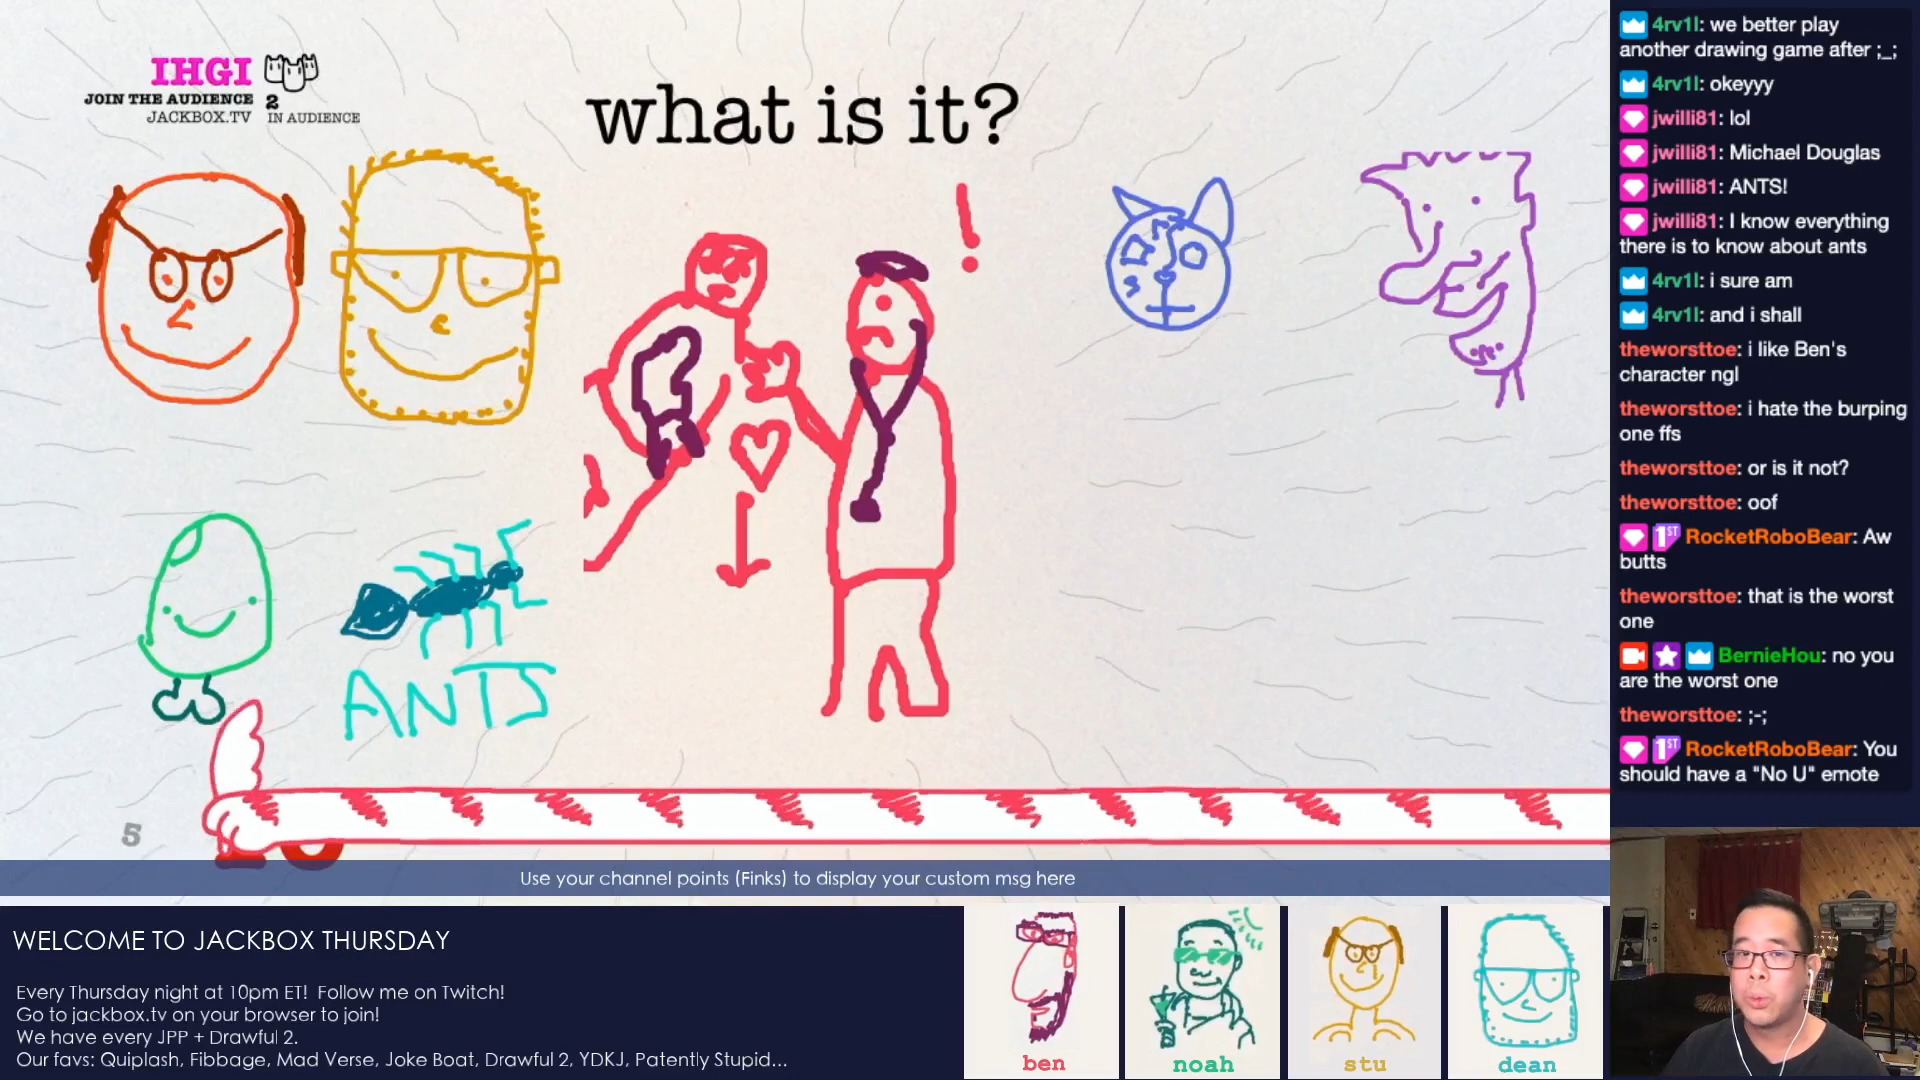 IHGI
JOIN THE AUDIENCE 2
JACKBOX.TV IN AUDIENCE
what is it?
!
ANTS
5
Use your channel points (Finks) to display your custom msg here
WELCOME TO JACKBOX THURSDAY
Every Thursday night at 10pm ET! Follow me on Twitch!
Go to jackbox.tv on your browser to join!
We have every JPP + Drawful 2.
Our favs: Quiplash, Fibbage, Mad Verse, Joke Boat, Drawful 2, YDKJ, Patently Stupid...
ben
noah
stu
dean
4rv1l: we better play
another drawing game after ;_;
4rv1l: okeyyy
jwilli81: lol
jwilli81: Michael Douglas
jwilli81: ANTS!
jwilli81: I know everything
there is to know about ants
4rv1l: i sure am
4rv1l: and i shall
theworsttoe: i like Ben's
character ngl
theworsttoe: i hate the burping
one ffs
theworsttoe: or is it not?
theworsttoe: oof
1ST RocketRoboBear: Aw
butts
theworsttoe: that is the worst
one
BernieHou: no you
are the worst one
theworsttoe: ;-;
1ST RocketRoboBear: You
should have a "No U" emote